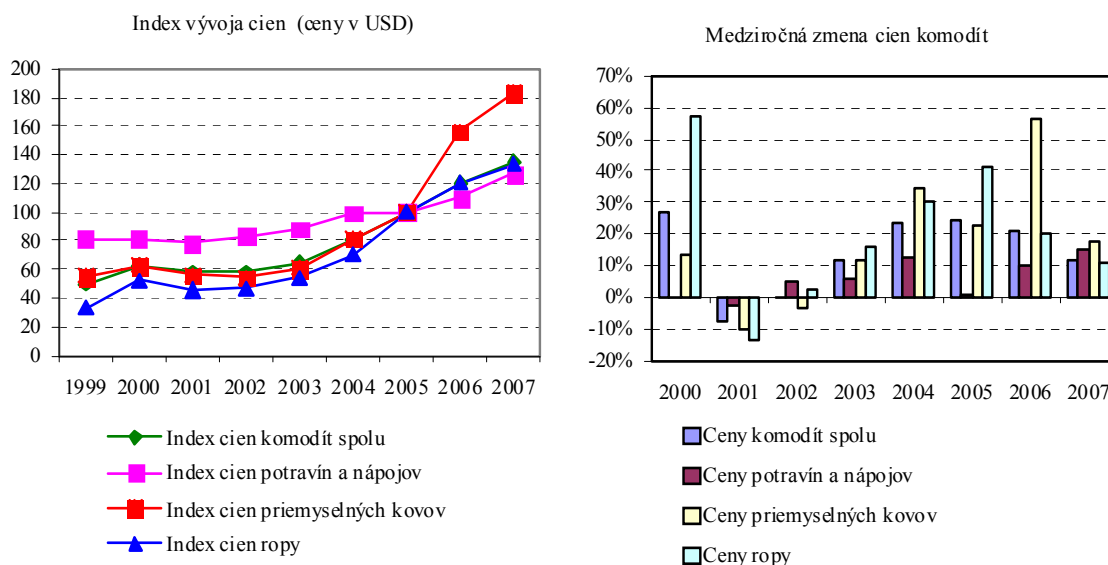 Index vývoja cien (ceny v USD)
200
180
160
140
120
100
80
60
40
20
0
1999 2000 2001 2002 2003 2004 2005 2006 2007
Index cien komodít spolu
Index cien potravín a nápojov
Index cien priemyselných kovov
Index cien ropy
Medziročná zmena cien komodít
70%
60%
50%
40%
30%
20%
10%
0%
-10%
-20%
2000 2001 2002 2003 2004 2005 2006 2007
Ceny komodít spolu
Ceny potravín a nápojov
Ceny priemyselných kovov
Ceny ropy